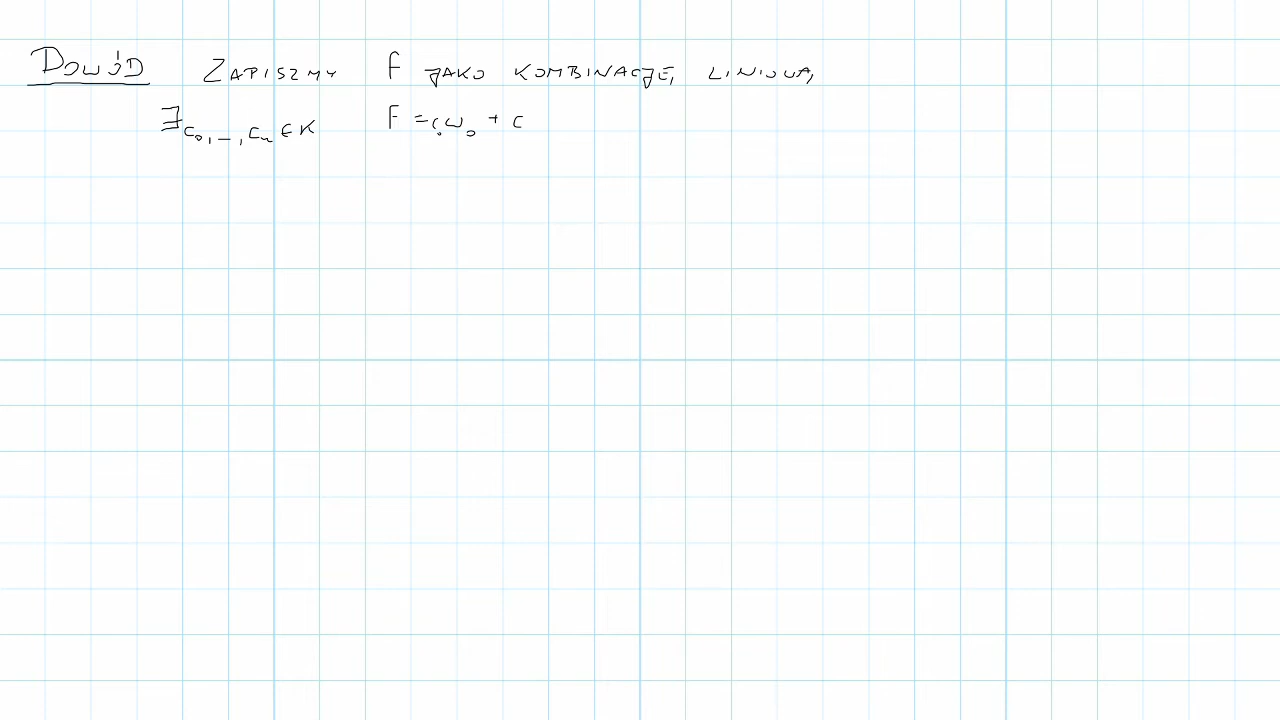 DOWÓD ZAPISZMY F JAKO KOMBINACJĘ LINIOWĄ
∃c₀,…,cₙ∈K F = c₀w₀ + c